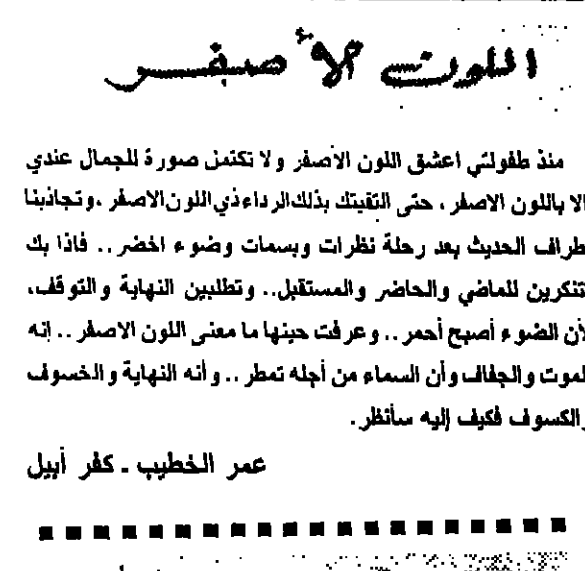 اللون الأصفر
منذ طفولتي اعشق اللون الاصفر ولا تكتمل صورة للجمال عندي
الا باللون الاصفر، حتى التقيتك بذلك الرداء ذي اللون الاصفر، وتجاذبنا
طراف الحديث بعد رحلة نظرات وبسمات وضوء اخضر.. فاذا بك
تتنكرين للماضي والحاضر والمستقبل.. وتطلبين النهاية والتوقف،
لأن الضوء أصبح أحمر.. وعرفت حينها ما معنى اللون الاصفر.. إنه
لموت والجفاف وأن السماء من أجله تمطر.. وأنه النهاية والخسوف
والكسوف فكيف إليه سأنظر.
عمر الخطيب ـ كفر أبيل